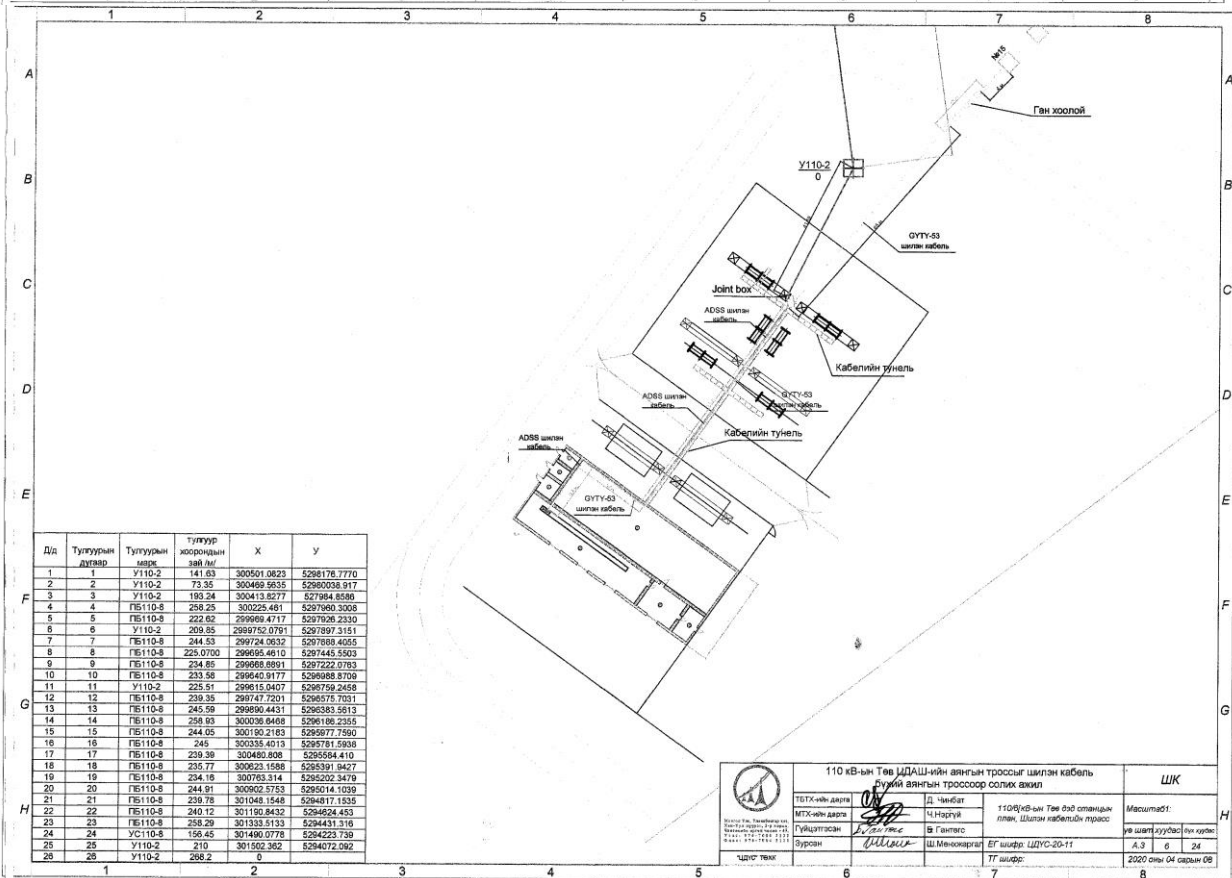 1 2 3 4 5 6 7 8
A A
B B
C C
D D
E E
F F
G G
H H
№15
Ган хоолой
У110-2
0
GYTY-53
шилэн кабель
Joint box
ADSS шилэн
кабель
Кабелийн тунель
ADSS шилэн
кабель
GYTY-53
шилэн кабель
Кабелийн тунель
ADSS шилэн
кабель
GYTY-53
шилэн кабель
Д/д Тулгуурын дугаар Тулгуурын марк тулгуур хоорондын зай /м/ X У
1 1 У110-2 141.63 300501.0823 5298176.7770
2 2 У110-2 73.35 300469.5635 52980038.917
3 3 У110-2 193.24 300413.8277 527984.8586
4 4 ПБ110-8 258.25 300225.461 5297960.3008
5 5 ПБ110-8 222.62 299969.4717 5297926.2330
6 6 У110-2 209.85 2999752.0791 5297897.3151
7 7 ПБ110-8 244.53 299724.0632 5297688.4055
8 8 ПБ110-8 225.0700 299695.4610 5297445.5503
9 9 ПБ110-8 234.85 299668.6891 5297222.0763
10 10 ПБ110-8 233.58 299640.9177 5296988.8709
11 11 У110-2 225.51 299615.0407 5296759.2458
12 12 ПБ110-8 239.35 299747.7201 5296575.7031
13 13 ПБ110-8 245.59 299890.4431 5296383.5613
14 14 ПБ110-8 258.93 300036.6468 5296186.2355
15 15 ПБ110-8 244.05 300190.2183 5295977.7590
16 16 ПБ110-8 245 300335.4013 5295781.5938
17 17 ПБ110-8 239.39 300480.808 5295584.410
18 18 ПБ110-8 235.77 300623.1588 5295391.9427
19 19 ПБ110-8 234.16 300763.314 5295202.3479
20 20 ПБ110-8 244.91 300902.5753 5295014.1039
21 21 ПБ110-8 239.78 301048.1548 5294817.1535
22 22 ПБ110-8 240.12 301190.8432 5294624.453
23 23 ПБ110-8 258.29 301333.5133 5294431.316
24 24 УС110-8 156.45 301490.0778 5294223.739
25 25 У110-2 210 301502.362 5294072.092
26 26 У110-2 268.2 0
110 кВ-ын Төв ЦДАШ-ийн аянгын троссыг шилэн кабель
бүхий аянгын троссоор солих ажил
ШК
ТБТХ-ийн дарга Д. Чинбат
МТХ-ийн дарга Ч.Нэргүй
Гүйцэтгэсэн Б. Гантөгс
Зурсан
110/6/кВ-ын Төв дэд станцын
план, Шилэн кабелийн трасс
Масштаб1:
үе шат хуудас бүх хуудас
ЕГ шифр: ЦДҮС-20-11
А.3 6 24
"ЦДҮС" ТӨХК
ТГ шифр:
2020 оны 04 сарын 08
1 2 3 4 5 6 7 8